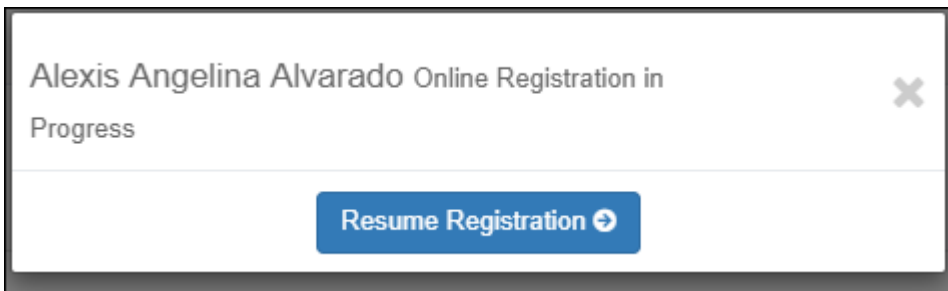 Alexis Angelina Alvarado Online Registration in
Progress
Resume Registration